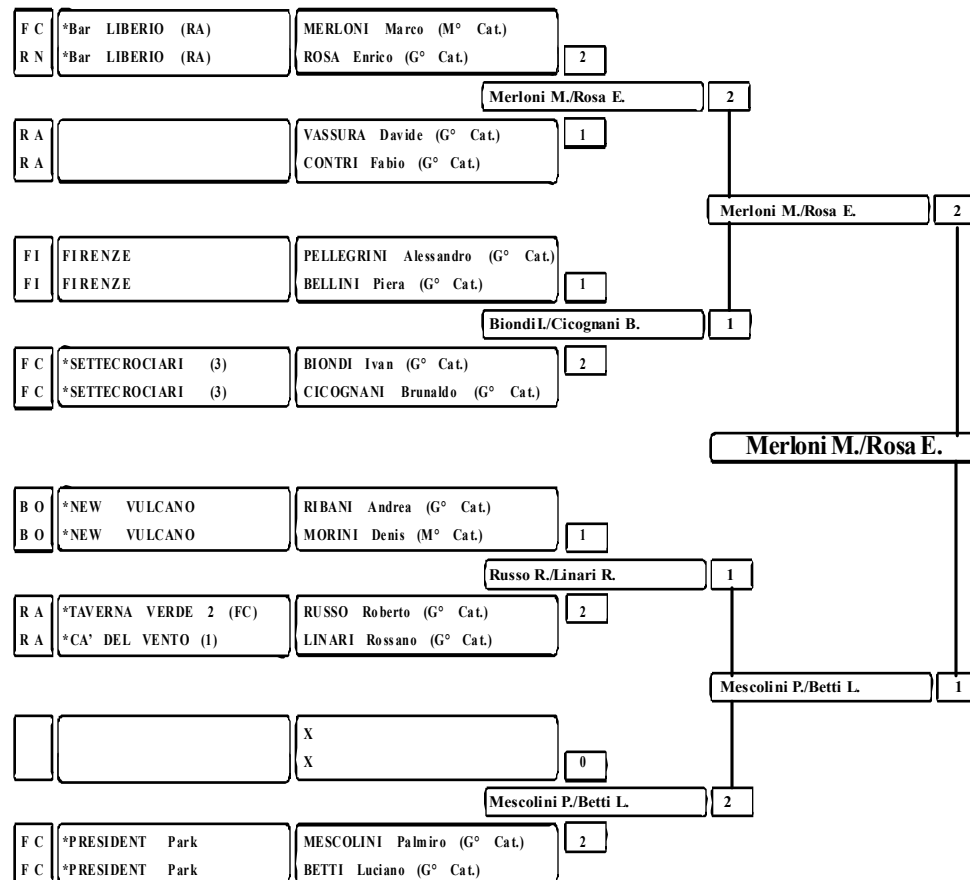 F C *Bar LIBERIO (RA) MERLONI Marco (M° Cat.)
R N *Bar LIBERIO (RA) ROSA Enrico (G° Cat.) 2
Merloni M./Rosa E. 2
R A VASSURA Davide (G° Cat.) 1
R A CONTRI Fabio (G° Cat.)
Merloni M./Rosa E. 2
FI FIRENZE PELLEGRINI Alessandro (G° Cat.)
FI FIRENZE BELLINI Piera (G° Cat.) 1
BiondiI./Cicognani B. 1
F C *SETTECROCIARI (3) BIONDI Ivan (G° Cat.) 2
F C *SETTECROCIARI (3) CICOGNANI Brunaldo (G° Cat.)
Merloni M./Rosa E.
B O *NEW VULCANO RIBANI Andrea (G° Cat.)
B O *NEW VULCANO MORINI Denis (M° Cat.) 1
Russo R./Linari R. 1
R A *TAVERNA VERDE 2 (FC) RUSSO Roberto (G° Cat.) 2
R A *CA' DEL VENTO (1) LINARI Rossano (G° Cat.)
Mescolini P./Betti L. 1
X
X 0
Mescolini P./Betti L. 2
F C *PRESIDENT Park MESCOLINI Palmiro (G° Cat.) 2
F C *PRESIDENT Park BETTI Luciano (G° Cat.)